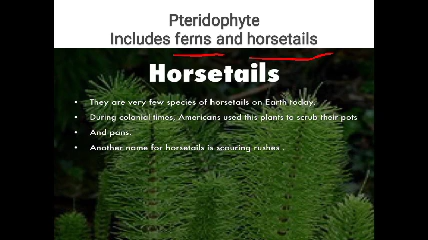 Pteridophyte
Includes ferns and horsetails
Horsetails
• They are very few species of horsetails on Earth today.
• During colonial times, Americans used this plants to scrub their pots
• And pans.
• Another name for horsetails is scouring rushes .